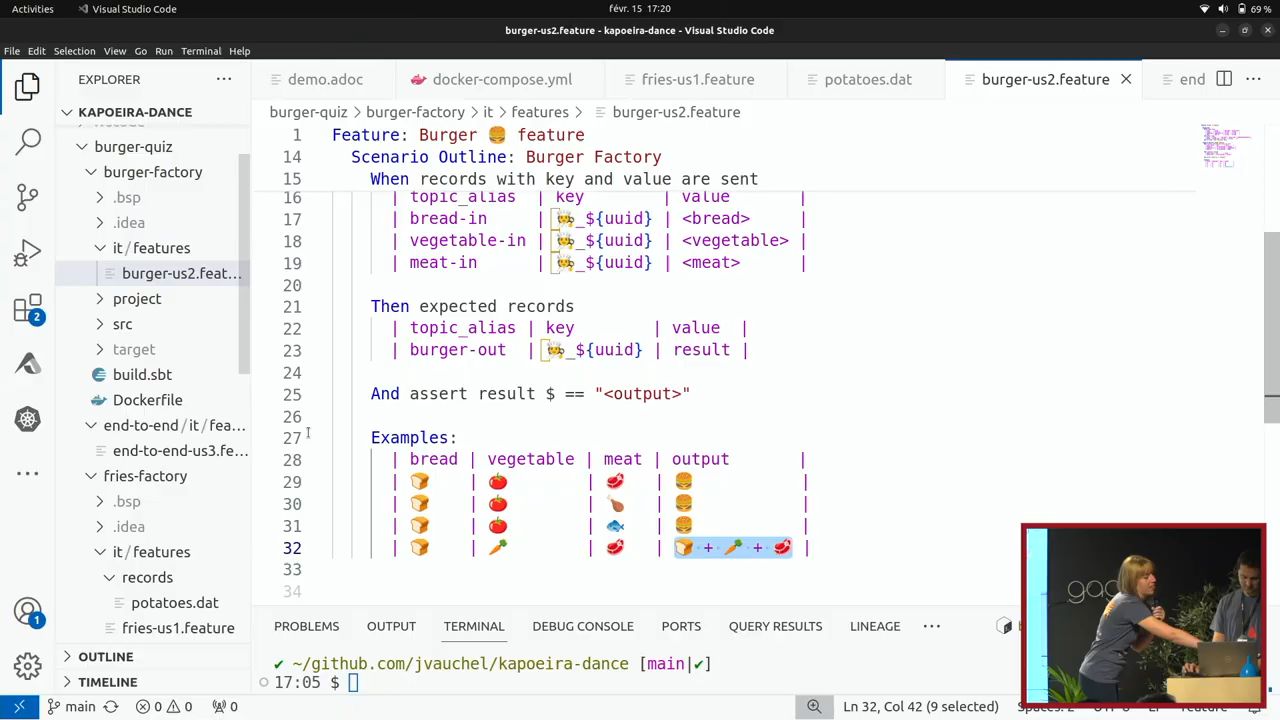 Activities
Visual Studio Code
févr. 15 17:20
69 %
burger-us2.feature - kapoeira-dance - Visual Studio Code
File Edit Selection View Go Run Terminal Help
EXPLORER
demo.adoc
docker-compose.yml
fries-us1.feature
potatoes.dat
burger-us2.feature
end
KAPOEIRA-DANCE
burger-quiz
burger-factory
.bsp
.idea
it/features
burger-us2.feat...
project
src
target
build.sbt
Dockerfile
end-to-end/it/fea...
end-to-end-us3.fe...
fries-factory
.bsp
.idea
it/features
records
potatoes.dat
fries-us1.feature
OUTLINE
TIMELINE
2
1
burger-quiz > burger-factory > it > features > burger-us2.feature
1 Feature: Burger 🍔 feature
14 Scenario Outline: Burger Factory
15 When records with key and value are sent
16 | topic_alias | key | value |
17 | bread-in | 🧑‍🍳_${uuid} | <bread> |
18 | vegetable-in | 🧑‍🍳_${uuid} | <vegetable> |
19 | meat-in | 🧑‍🍳_${uuid} | <meat> |
20
21 Then expected records
22 | topic_alias | key | value |
23 | burger-out | 🧑‍🍳_${uuid} | result |
24
25 And assert result $ == "<output>"
26
27 Examples:
28 | bread | vegetable | meat | output |
29 | 🍞 | 🍅 | 🥩 | 🍔 |
30 | 🍞 | 🍅 | 🍗 | 🍔 |
31 | 🍞 | 🍅 | 🐟 | 🍔 |
32 | 🍞 | 🥕 | 🥩 | 🍞 + 🥕 + 🥩 |
33
34
PROBLEMS OUTPUT TERMINAL DEBUG CONSOLE PORTS QUERY RESULTS LINEAGE
✔ ~/github.com/jvauchel/kapoeira-dance [main|✔]
17:05 $
main
0 0
0
Ln 32, Col 42 (9 selected)